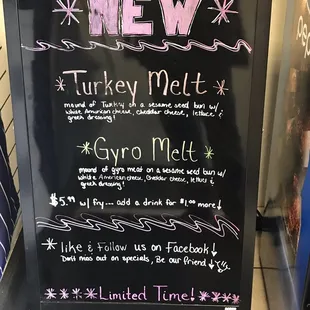 NEW
Turkey Melt
mound of Turkey on a sesame seed bun w/
white American cheese, cheddar cheese, lettuce &
greek dressing!
Gyro Melt
mound of gyro meat on a sesame seed bun w/
white American cheese, cheddar cheese, lettuce &
greek dressing!
$5.99 w/ fry... add a drink for $1.00 more
like & Follow us on Facebook
Don't miss out on specials, Be our friend
Limited Time!